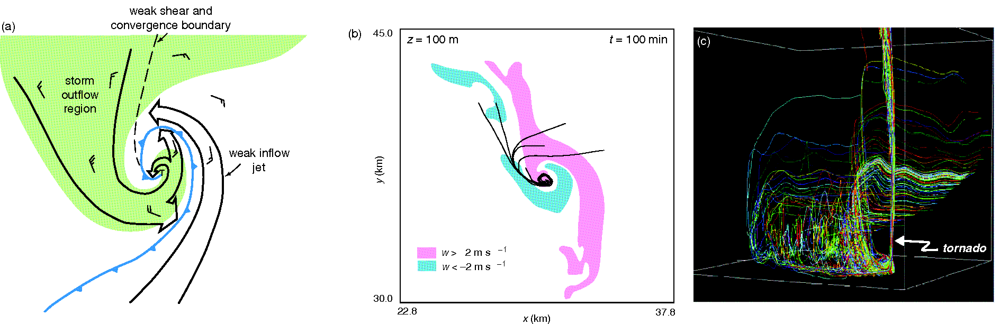 (a)
weak shear and
convergence boundary
storm
outflow
region
weak inflow
jet
T
(b)
45.0
z = 100 m
t = 100 min
y (km)
w > 2 m s −1
w < −2 m s −1
30.0
22.8
x (km)
37.8
(c)
tornado